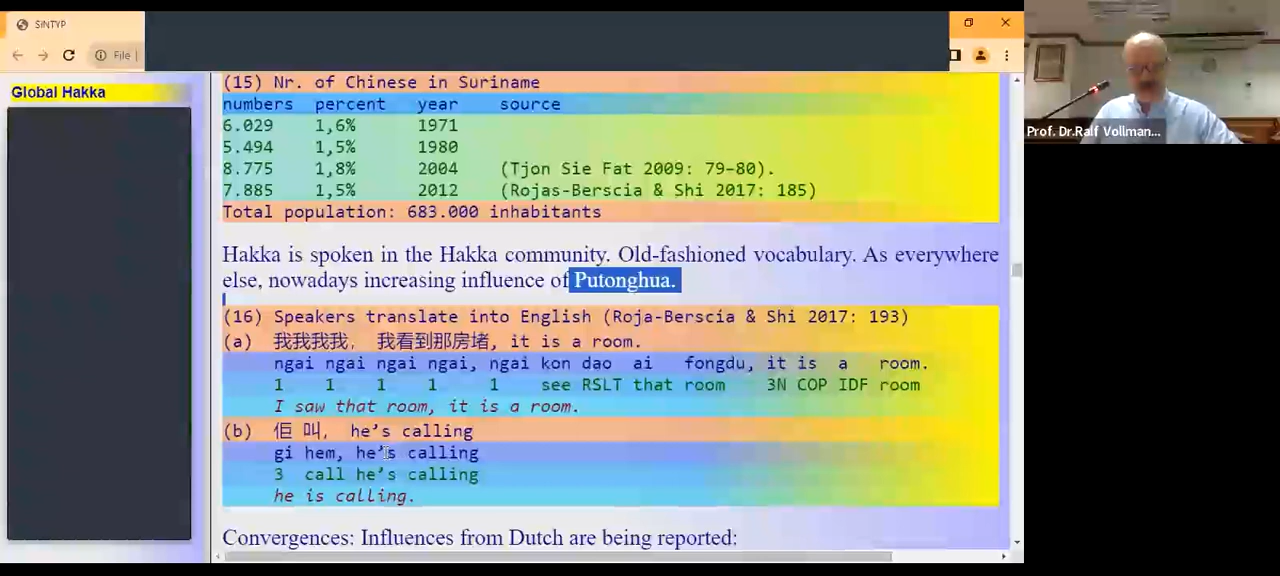 SINTYP
File
Global Hakka
(15) Nr. of Chinese in Suriname
numbers percent year source
6.029 1,6% 1971
5.494 1,5% 1980
8.775 1,8% 2004 (Tjon Sie Fat 2009: 79–80).
7.885 1,5% 2012 (Rojas-Berscia & Shi 2017: 185)
Total population: 683.000 inhabitants
Hakka is spoken in the Hakka community. Old-fashioned vocabulary. As everywhere
else, nowadays increasing influence of Putonghua.
(16) Speakers translate into English (Roja-Berscia & Shi 2017: 193)
(a) 我我我我, 我看到那房堵, it is a room.
ngai ngai ngai ngai, ngai kon dao ai fongdu, it is a room.
1 1 1 1 1 see RSLT that room 3N COP IDF room
I saw that room, it is a room.
(b) 佢 叫, he's calling
gi hem, he's calling
3 call he's calling
he is calling.
Convergences: Influences from Dutch are being reported:
Prof. Dr.Ralf Vollman...